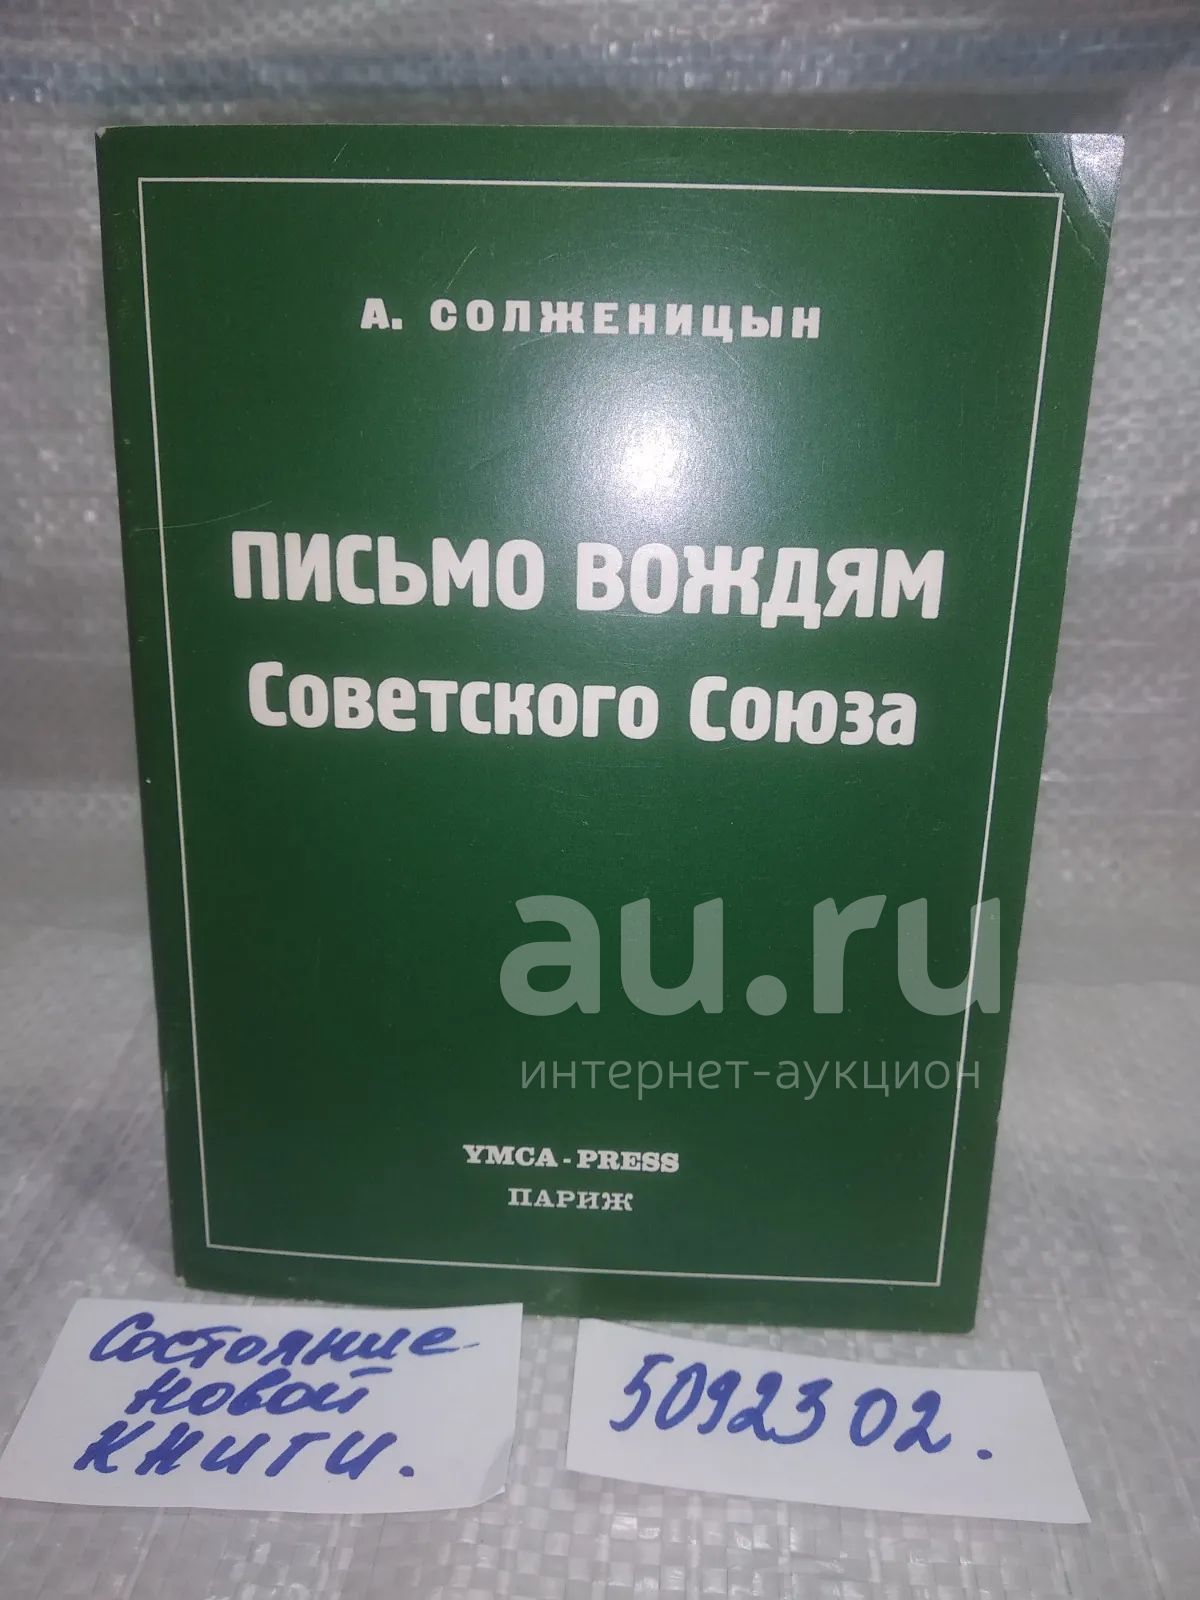 А. СОЛЖЕНИЦЫН
ПИСЬМО ВОЖДЯМ
Советского Союза
au.ru
интернет-аукцион
YMCA-PRESS
ПАРИЖ
Состояние
новой
книги.
5092302.